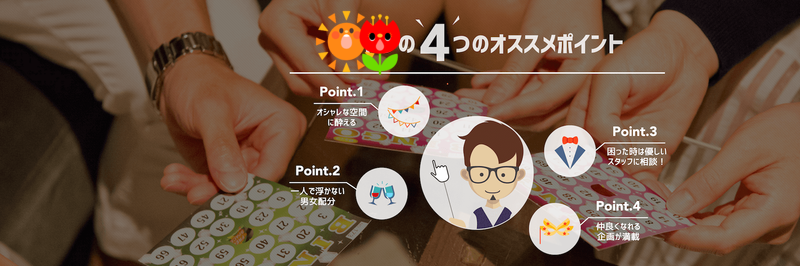 の4つのオススメポイント
Point.1
オシャレな空間
に酔える
Point.2
一人で浮かない
男女配分
Point.3
困った時は優しい
スタッフに相談！
Point.4
仲良くなれる
企画が満載